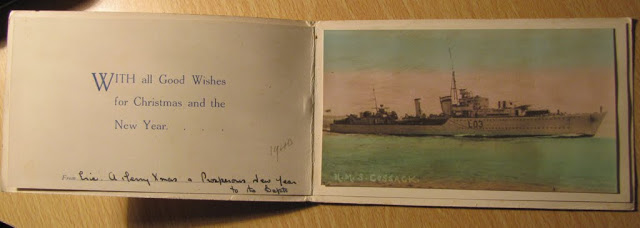 WITH all Good Wishes
for Christmas and the
New Year. . . . .
From Eric. A Merry Xmas & Prosperous New Year
to
L03
H.M.S. COSSACK.